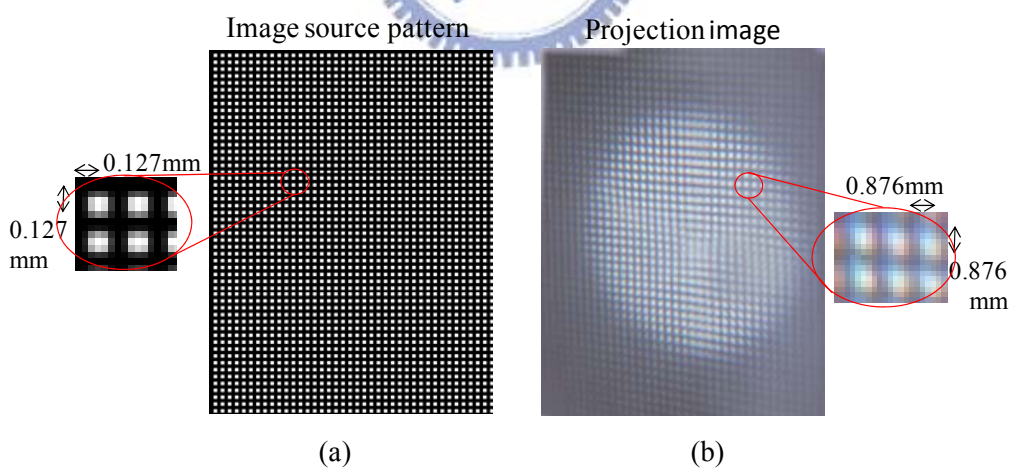 Image source pattern
Projection image
0.127mm
0.127
mm
0.876mm
0.876
mm
(a)
(b)